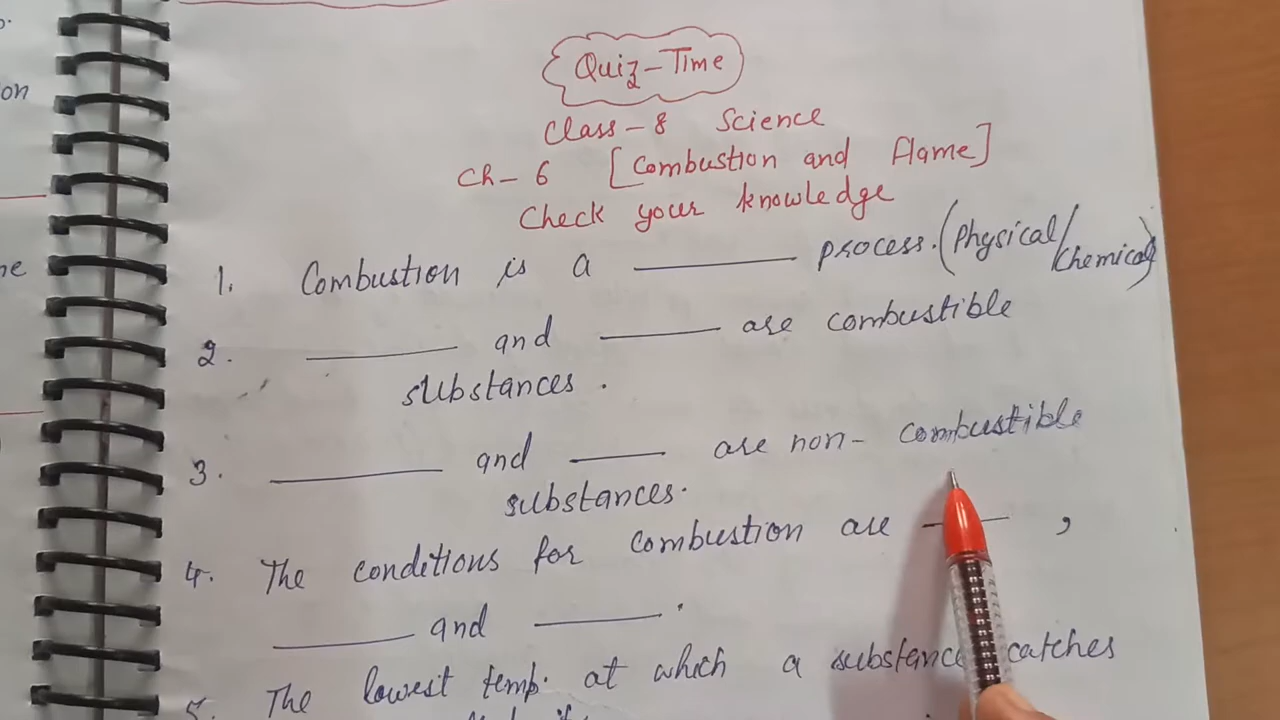 on
ne
Quiz-Time
Class-8 Science
Ch-6 [Combustion and Flame]
Check your knowledge
1. Combustion is a ______ process. (Physical/
Chemical)
2. ______ and ______ are combustible
substances.
3. ______ and ______ are non-combustible
substances.
4. The conditions for combustion are ______ ,
______ and ______.
5. The lowest temp. at which a substance catches